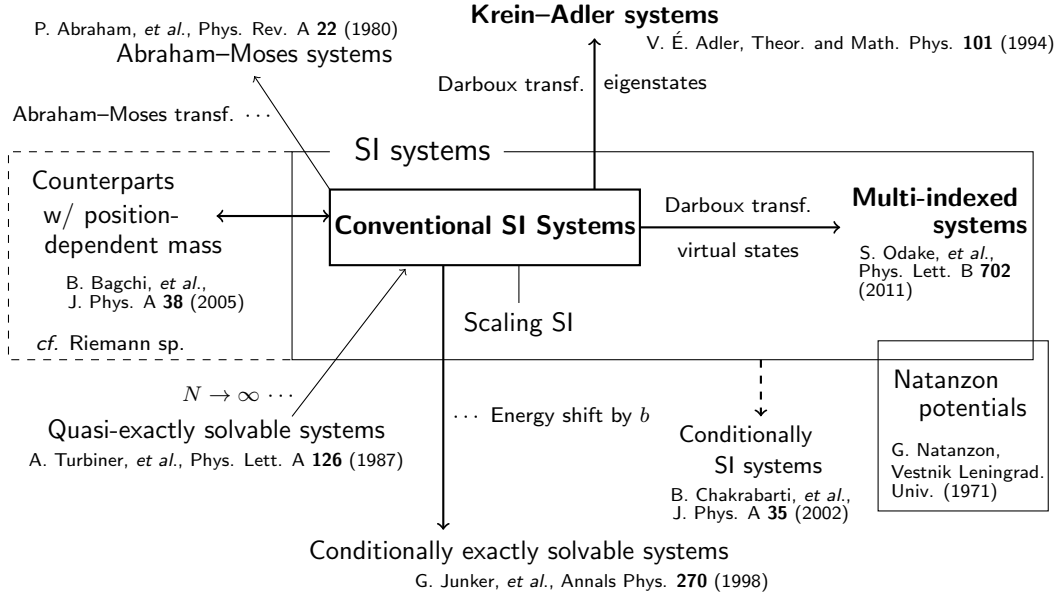 Krein–Adler systems
V. É. Adler, Theor. and Math. Phys. 101 (1994)
P. Abraham, et al., Phys. Rev. A 22 (1980)
Abraham–Moses systems
Darboux transf.
eigenstates
Abraham–Moses transf. ···
SI systems
Counterparts
w/ position-
dependent mass
B. Bagchi, et al.,
J. Phys. A 38 (2005)
cf. Riemann sp.
Conventional SI Systems
Darboux transf.
virtual states
Multi-indexed
systems
S. Odake, et al.,
Phys. Lett. B 702
(2011)
Scaling SI
N → ∞ ···
Quasi-exactly solvable systems
A. Turbiner, et al., Phys. Lett. A 126 (1987)
··· Energy shift by b
Conditionally
SI systems
B. Chakrabarti, et al.,
J. Phys. A 35 (2002)
Natanzon
potentials
G. Natanzon,
Vestnik Leningrad.
Univ. (1971)
Conditionally exactly solvable systems
G. Junker, et al., Annals Phys. 270 (1998)